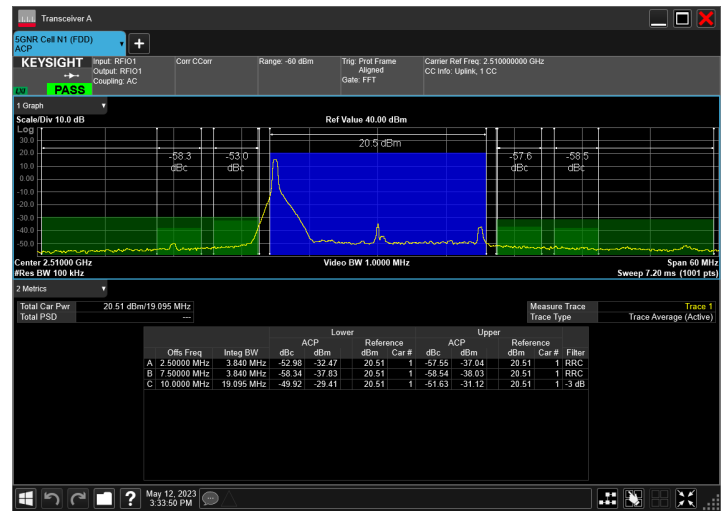 Transceiver A
5GNR Cell N1 (FDD)
ACP
KEYSIGHT
LXI
PASS
Input: RFIO1
Output: RFIO1
Coupling: AC
Corr CCorr
Range: -60 dBm
Trig: Prot Frame
Aligned
Gate: FFT
Carrier Ref Freq: 2.510000000 GHz
CC Info: Uplink, 1 CC
1 Graph
Scale/Div 10.0 dB
Ref Value 40.00 dBm
Log
30.0
20.0
10.0
0.00
-10.0
-20.0
-30.0
-40.0
-50.0
-58.3
dBc
-53.0
dBc
20.5 dBm
-57.6
dBc
-58.5
dBc
Center 2.51000 GHz
Video BW 1.0000 MHz
Span 60 MHz
#Res BW 100 kHz
Sweep 7.20 ms (1001 pts)
2 Metrics
Total Car Pwr 20.51 dBm/19.095 MHz
Total PSD ---
Measure Trace Trace 1
Trace Type Trace Average (Active)
Lower Upper
ACP Reference ACP Reference
Offs Freq Integ BW dBc dBm dBm Car # dBc dBm dBm Car # Filter
A 2.50000 MHz 3.840 MHz -52.98 -32.47 20.51 1 -57.55 -37.04 20.51 1 RRC
B 7.50000 MHz 3.840 MHz -58.34 -37.83 20.51 1 -58.54 -38.03 20.51 1 RRC
C 10.0000 MHz 19.095 MHz -49.92 -29.41 20.51 1 -51.63 -31.12 20.51 1 -3 dB
May 12, 2023
3:33:50 PM